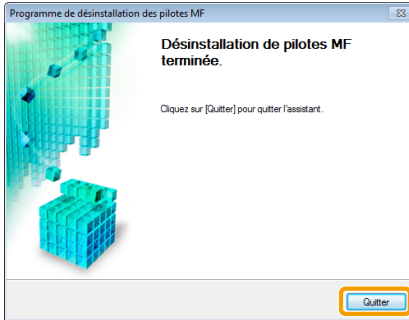 Programme de désinstallation des pilotes MF
Désinstallation de pilotes MF
terminée.
Cliquez sur [Quitter] pour quitter l'assistant.
Quitter